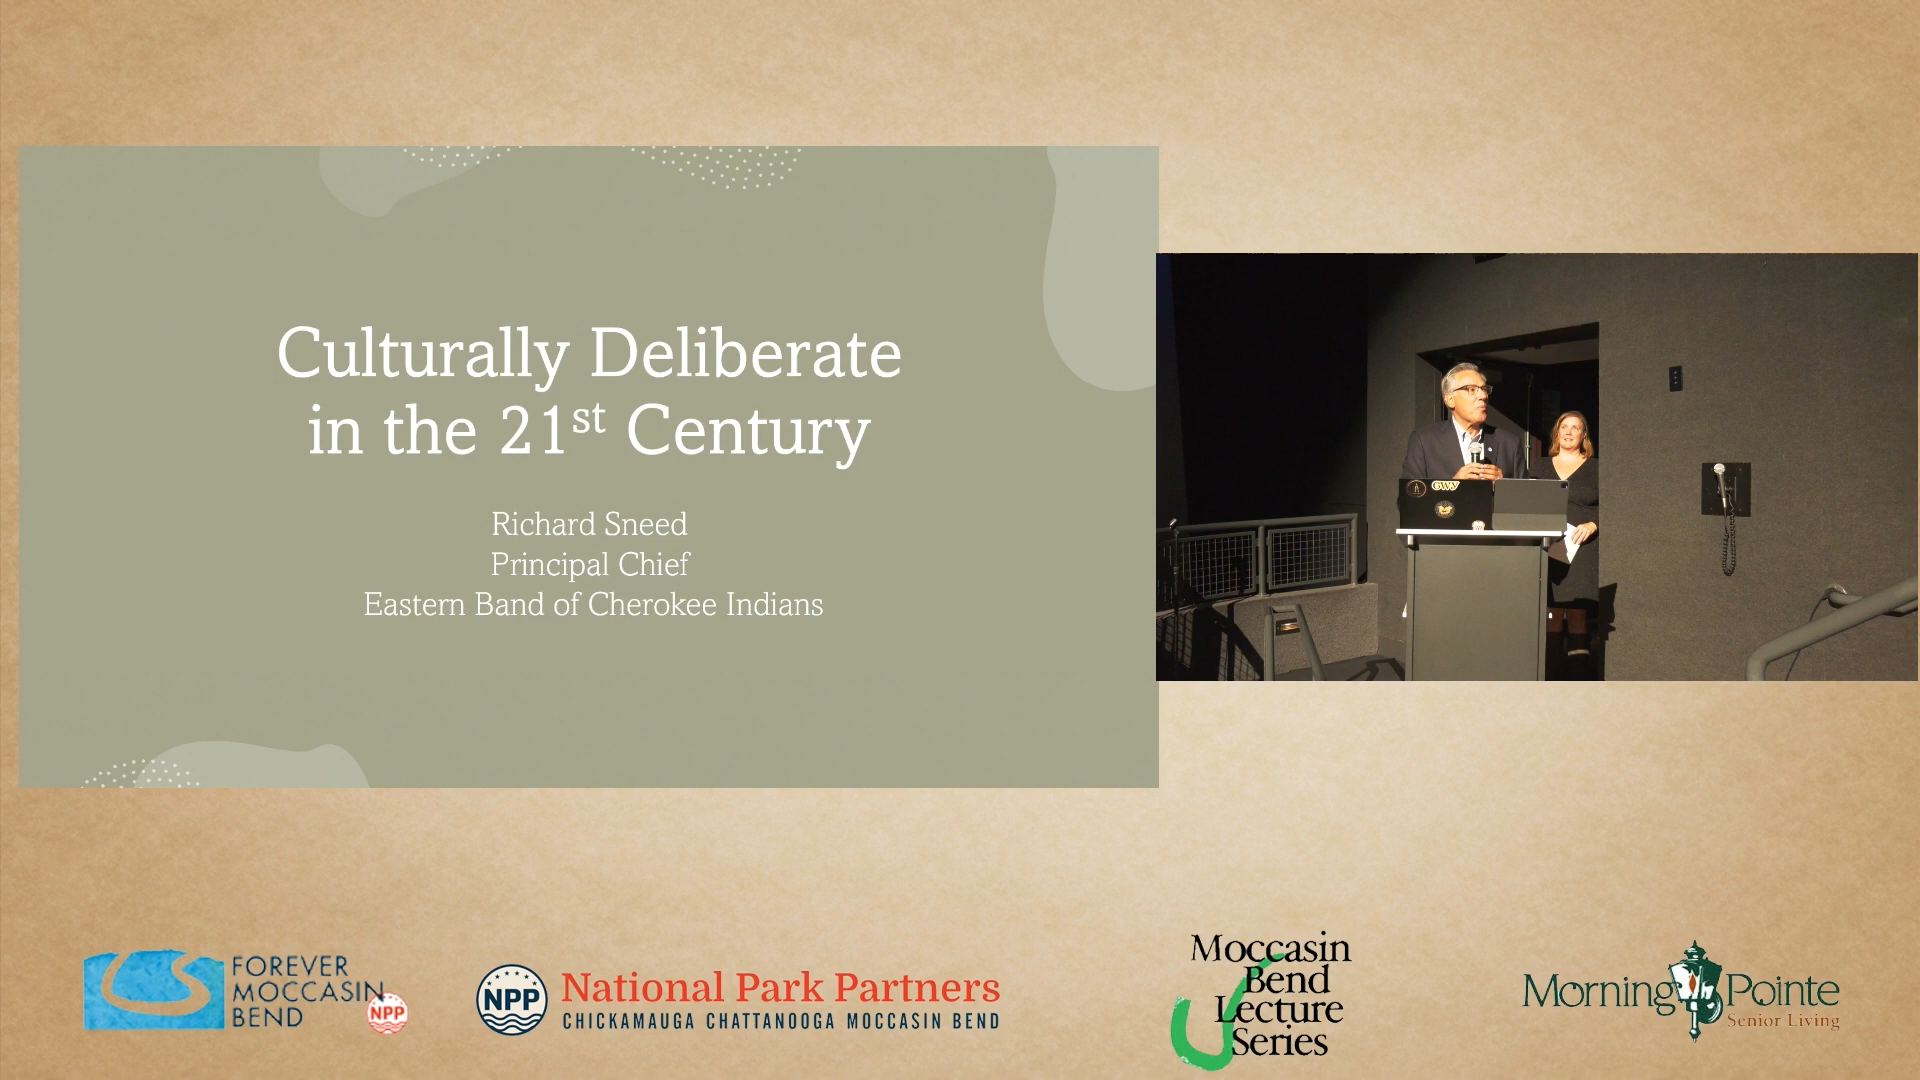 Culturally Deliberate
in the 21st Century
Richard Sneed
Principal Chief
Eastern Band of Cherokee Indians
GWY
FOREVER
MOCCASIN
BEND
NPP
NPP
National Park Partners
CHICKAMAUGA CHATTANOOGA MOCCASIN BEND
Moccasin
Bend
Lecture
Series
Morning Pointe
Senior Living